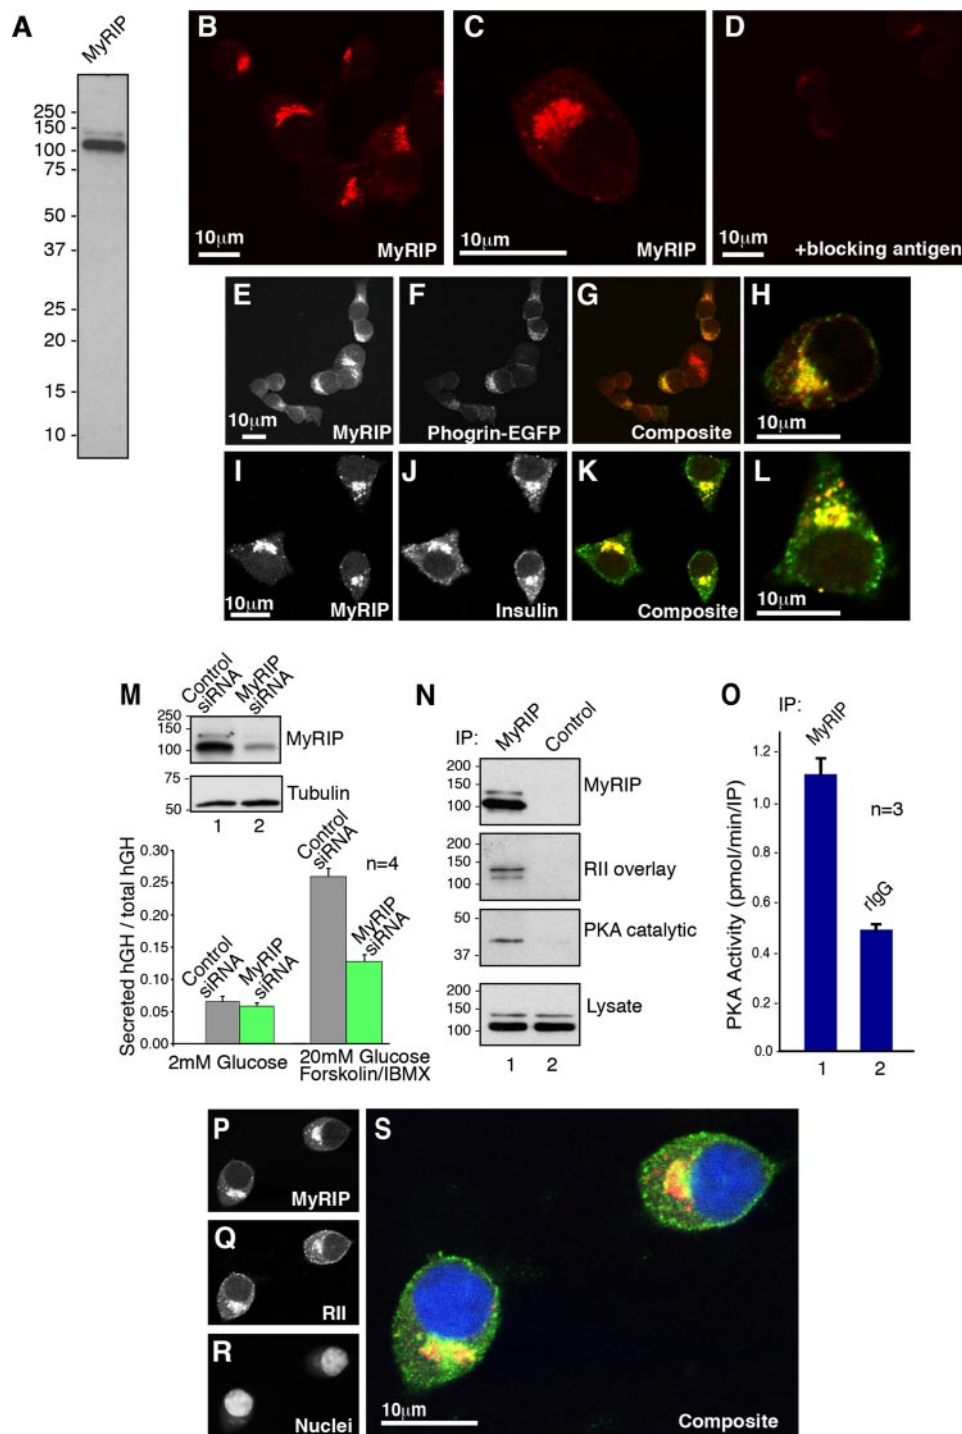 A
MyRIP
250 -
150 -
100 -
75 -
50 -
37 -
25 -
20 -
15 -
10 -
B
10μm
MyRIP
C
10μm
MyRIP
D
10μm
+blocking antigen
E
10μm
MyRIP
F
Phogrin-EGFP
G
Composite
H
10μm
I
10μm
MyRIP
J
Insulin
K
Composite
L
10μm
M
Control siRNA
MyRIP siRNA
250 -
150 -
100 -
MyRIP
75 -
50 -
Tubulin
1 2
Secreted hGH / total hGH
0.30
0.25
0.20
0.15
0.10
0.05
0.00
Control siRNA
MyRIP siRNA
Control siRNA
MyRIP siRNA
n=4
2mM Glucose
20mM Glucose
Forskolin/IBMX
N
IP:
MyRIP
Control
200 -
150 -
100 -
MyRIP
200 -
150 -
100 -
RII overlay
50 -
37 -
PKA catalytic
200 -
150 -
100 -
Lysate
1 2
O
IP:
MyRIP
rIgG
n=3
PKA Activity (pmol/min/IP)
1.2
1.0
0.8
0.6
0.4
0.2
0.0
1 2
P
MyRIP
Q
RII
R
Nuclei
S
10μm
Composite